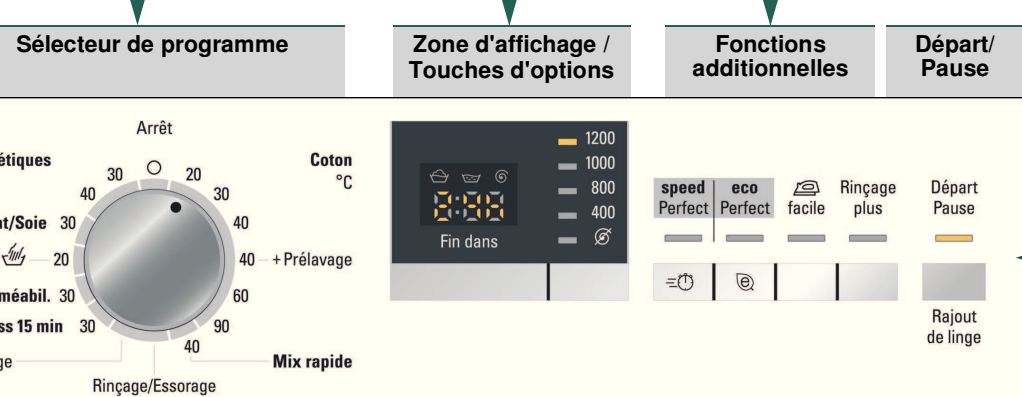 Sélecteur de programme
Zone d'affichage /
Touches d'options
Fonctions
additionnelles
Départ/
Pause
Arrêt
étiques
30
20
Coton
°C
40
30
nt/Soie 30
40
20
40 + Prélavage
méabil. 30
60
ss 15 min 30
90
ge
40
Mix rapide
Rinçage/Essorage
1200
1000
800
400
Fin dans
speed
Perfect
eco
Perfect
facile
Rinçage
plus
Départ
Pause
Rajout
de linge